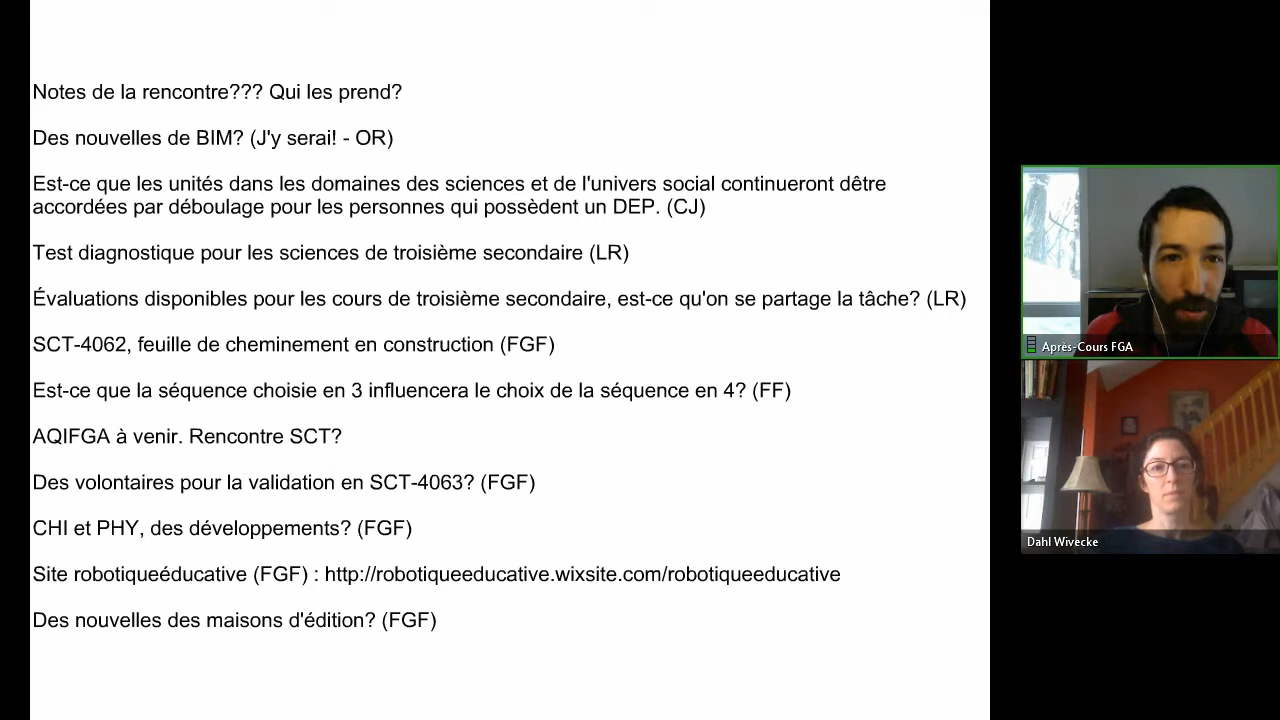 Notes de la rencontre??? Qui les prend?
Des nouvelles de BIM? (J'y serai! - OR)
Est-ce que les unités dans les domaines des sciences et de l'univers social continueront dêtre
accordées par déboulage pour les personnes qui possèdent un DEP. (CJ)
Test diagnostique pour les sciences de troisième secondaire (LR)
Évaluations disponibles pour les cours de troisième secondaire, est-ce qu'on se partage la tâche? (LR)
SCT-4062, feuille de cheminement en construction (FGF)
Est-ce que la séquence choisie en 3 influencera le choix de la séquence en 4? (FF)
AQIFGA à venir. Rencontre SCT?
Des volontaires pour la validation en SCT-4063? (FGF)
CHI et PHY, des développements? (FGF)
Site robotiqueéducative (FGF) : http://robotiqueeducative.wixsite.com/robotiqueeducative
Des nouvelles des maisons d'édition? (FGF)
Après-Cours FGA
Dahl Wivecke